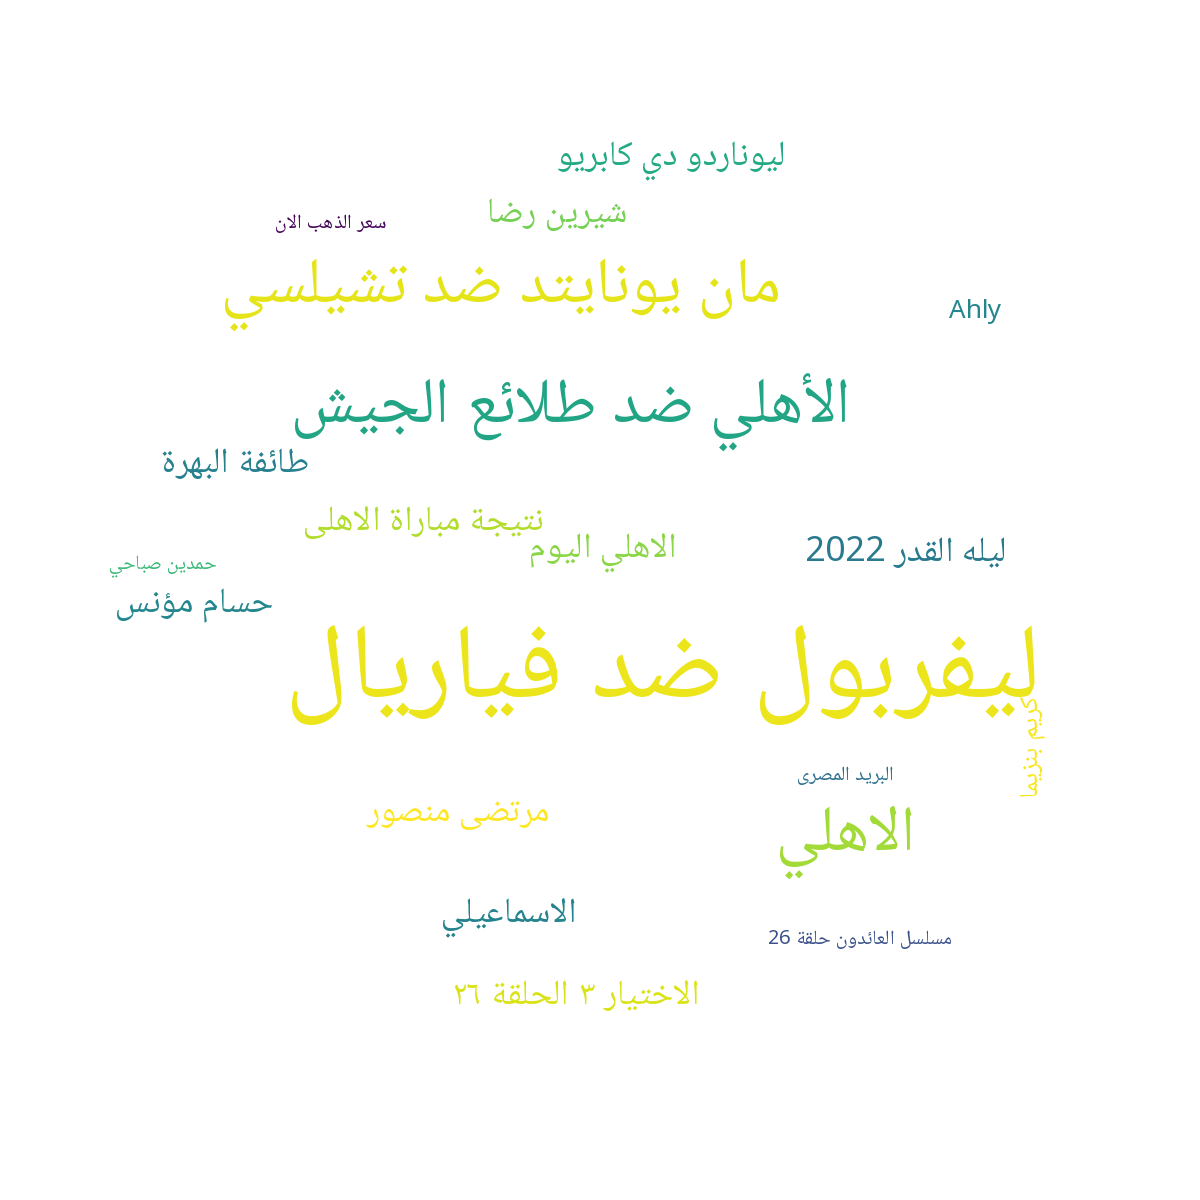 ليوناردو دي كابريو
شيرين رضا
سعر الذهب الان
مان يونايتد ضد تشيلسي
Ahly
الأهلي ضد طلائع الجيش
طائفة البهرة
نتيجة مباراة الاهلى
الاهلي اليوم
ليله القدر 2022
حمدين صباحي
حسام مؤنس
ليفربول ضد فياريال
كريم بنزيما
البريد المصرى
مرتضى منصور
الاهلي
الاسماعيلي
مسلسل العائدون حلقة 26
الاختيار ٣ الحلقة ٢٦